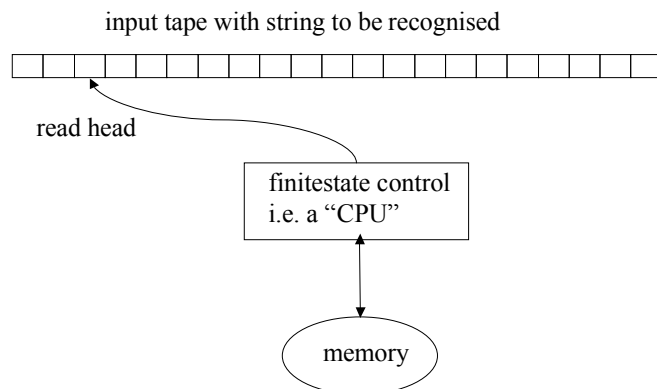 input tape with string to be recognised
read head
finitestate control
i.e. a “CPU”
memory